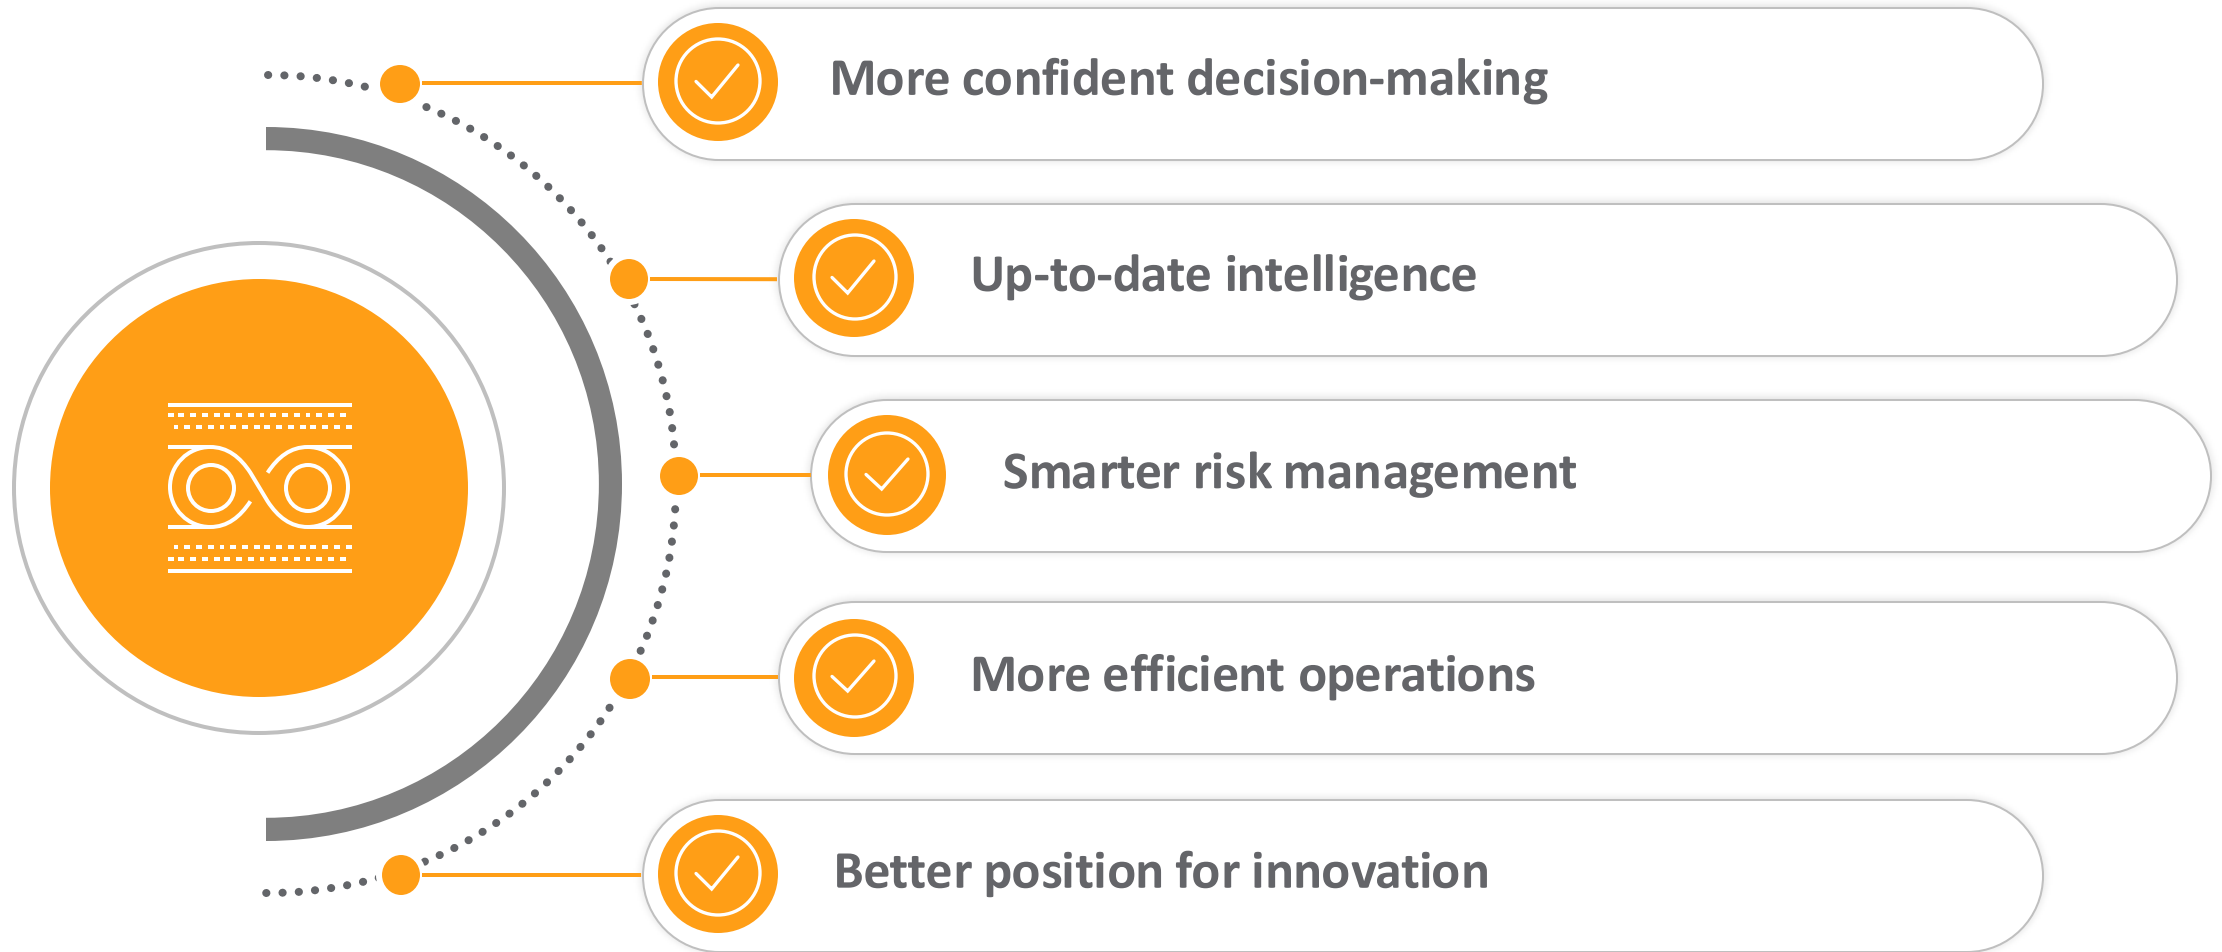 More confident decision-making
Up-to-date intelligence
Smarter risk management
More efficient operations
Better position for innovation